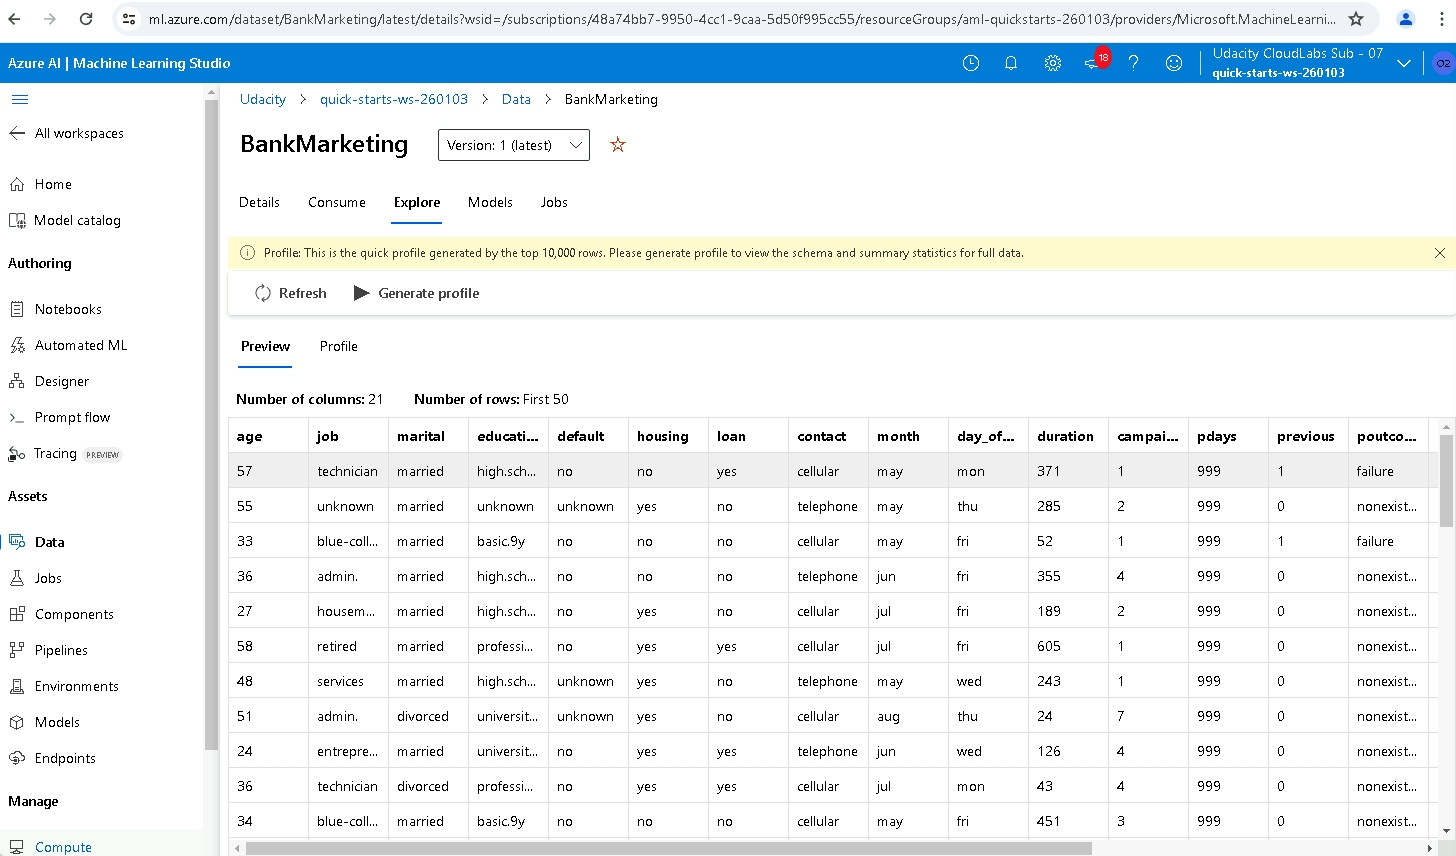 ml.azure.com/dataset/BankMarketing/latest/details?wsid=/subscriptions/48a74bb7-9950-4cc1-9caa-5d50f995cc55/resourceGroups/aml-quickstarts-260103/providers/Microsoft.MachineLearni...
Azure AI | Machine Learning Studio
18
Udacity CloudLabs Sub - 07
quick-starts-ws-260103
O2
All workspaces
Home
Model catalog
Authoring
Notebooks
Automated ML
Designer
Prompt flow
Tracing PREVIEW
Assets
Data
Jobs
Components
Pipelines
Environments
Models
Endpoints
Manage
Compute
Udacity > quick-starts-ws-260103 > Data > BankMarketing
BankMarketing Version: 1 (latest)
Details Consume Explore Models Jobs
Profile: This is the quick profile generated by the top 10,000 rows. Please generate profile to view the schema and summary statistics for full data.
Refresh Generate profile
Preview Profile
Number of columns: 21 Number of rows: First 50
age job marital educati... default housing loan contact month day_of... duration campai... pdays previous poutco...
57 technician married high.sch... no no yes cellular may mon 371 1 999 1 failure
55 unknown married unknown unknown yes no telephone may thu 285 2 999 0 nonexist...
33 blue-coll... married basic.9y no no no cellular may fri 52 1 999 1 failure
36 admin. married high.sch... no no no telephone jun fri 355 4 999 0 nonexist...
27 housem... married high.sch... no yes no cellular jul fri 189 2 999 0 nonexist...
58 retired married professi... no yes yes cellular jul fri 605 1 999 0 nonexist...
48 services married high.sch... unknown yes no telephone may wed 243 1 999 0 nonexist...
51 admin. divorced universit... unknown yes no cellular aug thu 24 7 999 0 nonexist...
24 entrepre... married universit... no yes yes telephone jun wed 126 4 999 0 nonexist...
36 technician divorced professi... no yes yes cellular jul mon 43 4 999 0 nonexist...
34 blue-coll... married basic.9y no no no cellular may fri 451 3 999 0 nonexist...